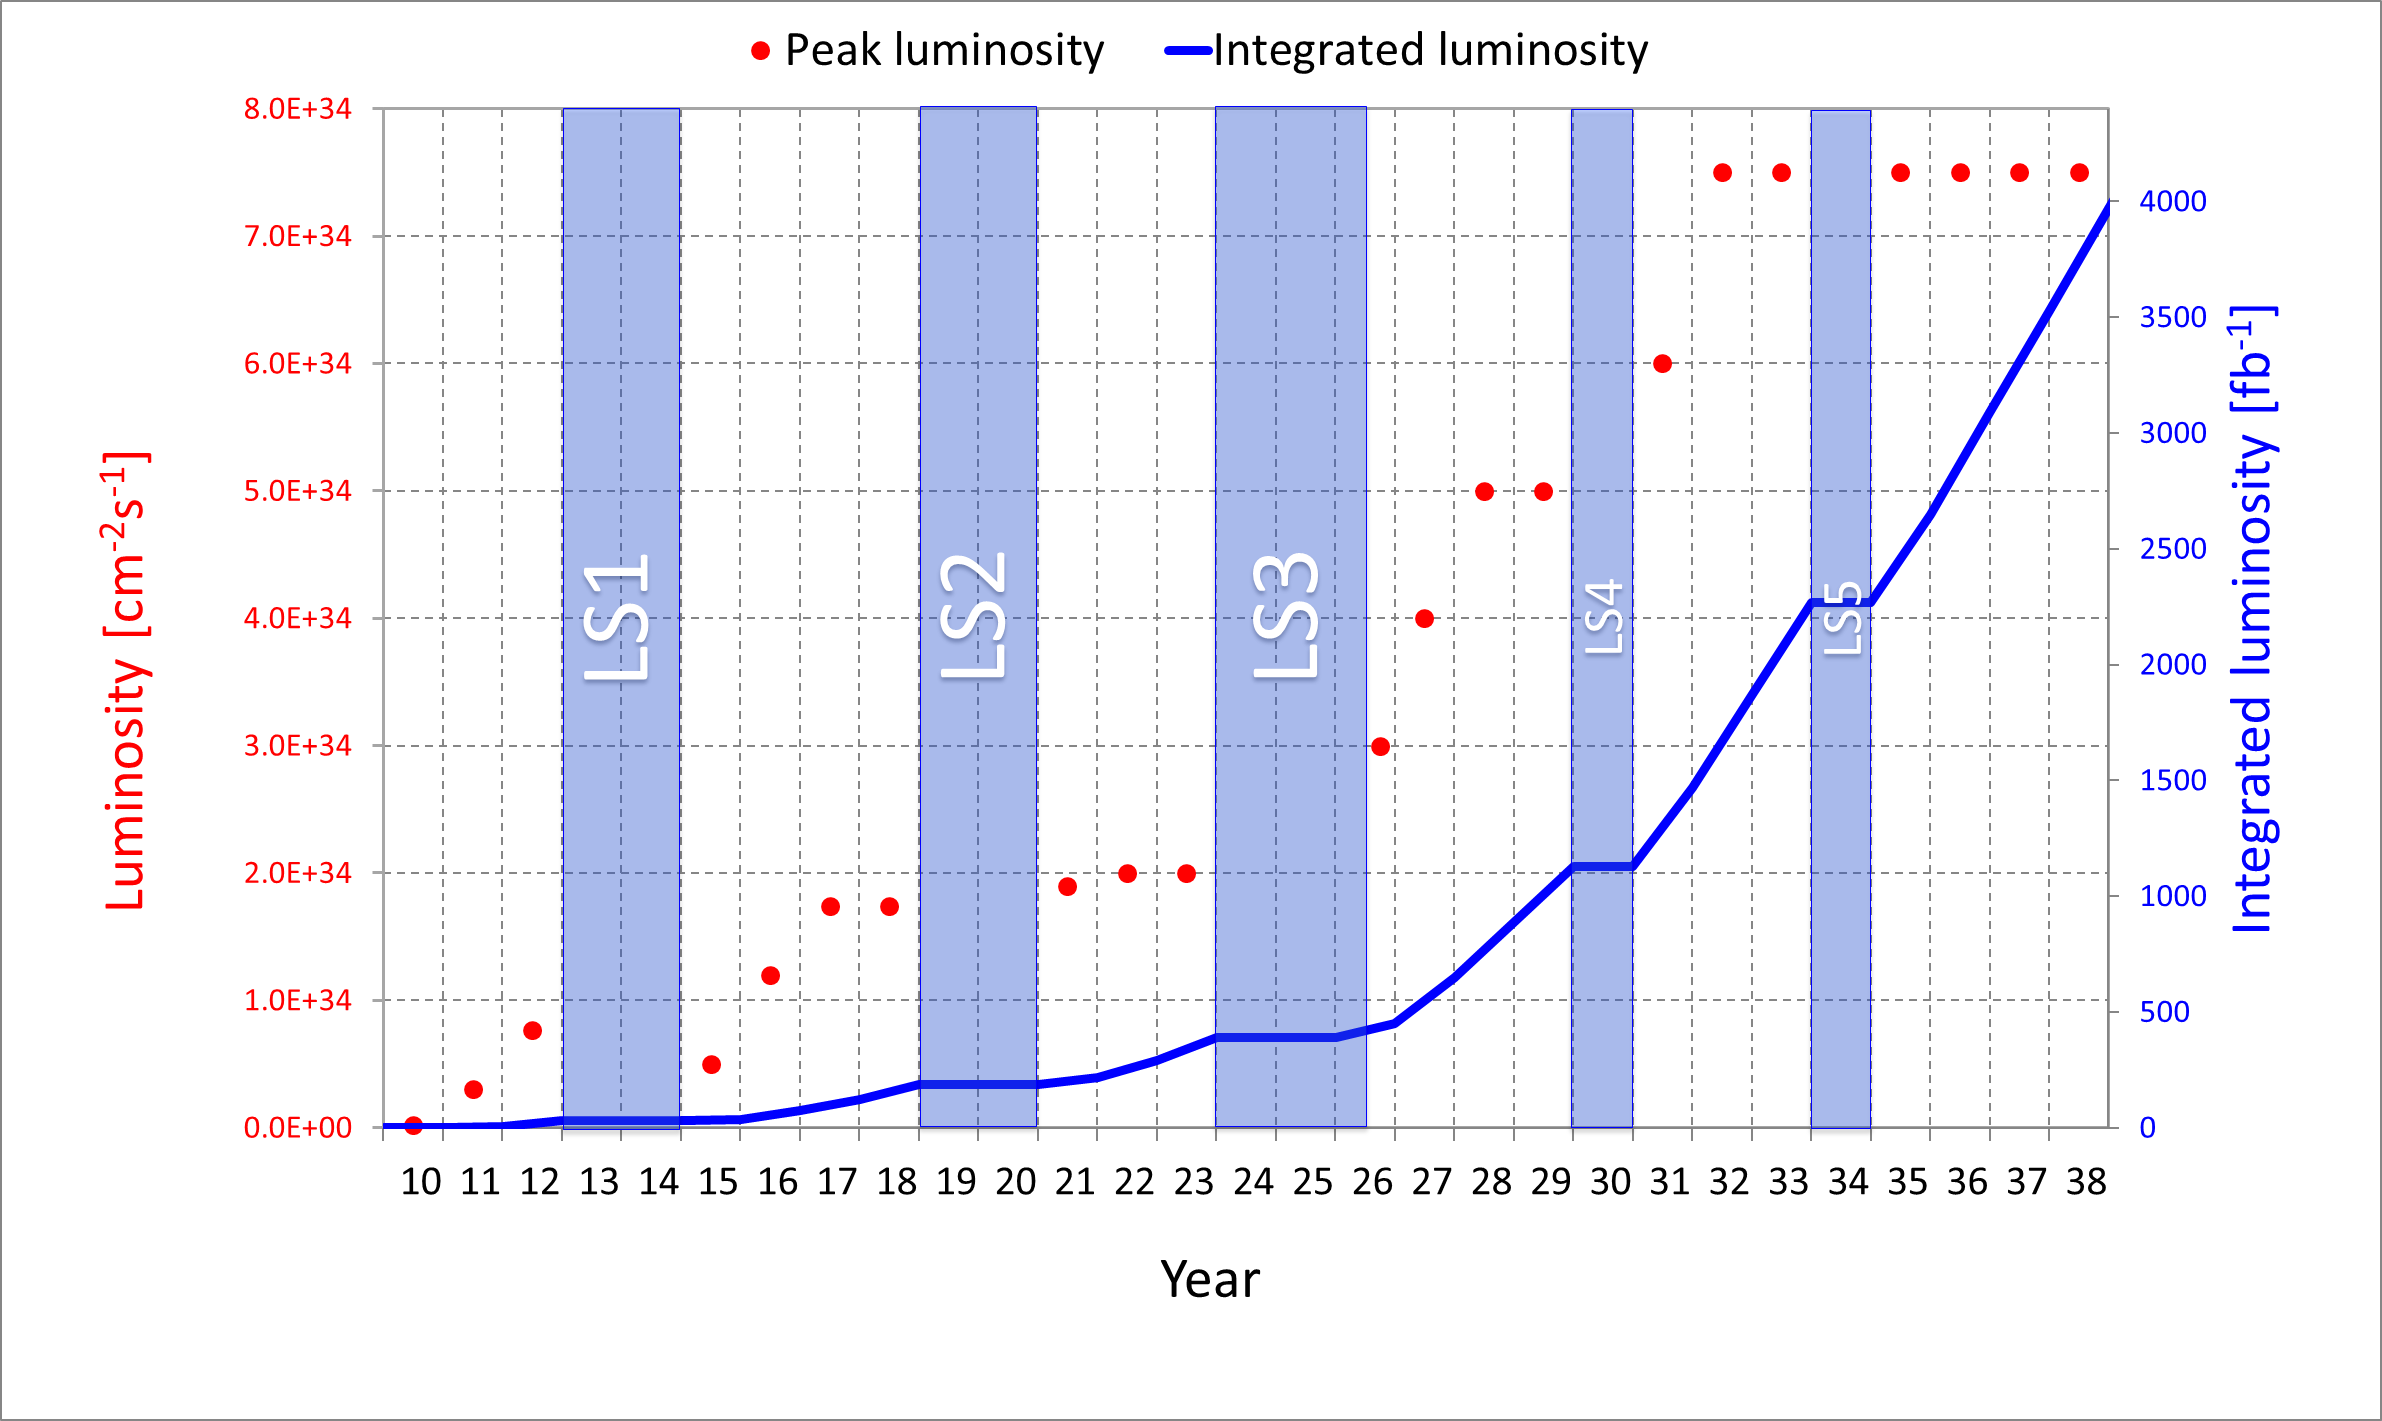 Peak luminosity Integrated luminosity
8.0E+34
7.0E+34
6.0E+34
5.0E+34
4.0E+34
3.0E+34
2.0E+34
1.0E+34
0.0E+00
Luminosity [cm-2s-1]
LS1
LS2
LS3
LS4
LS5
4000
3500
3000
2500
2000
1500
1000
500
0
Integrated luminosity [fb-1]
10 11 12 13 14 15 16 17 18 19 20 21 22 23 24 25 26 27 28 29 30 31 32 33 34 35 36 37 38
Year